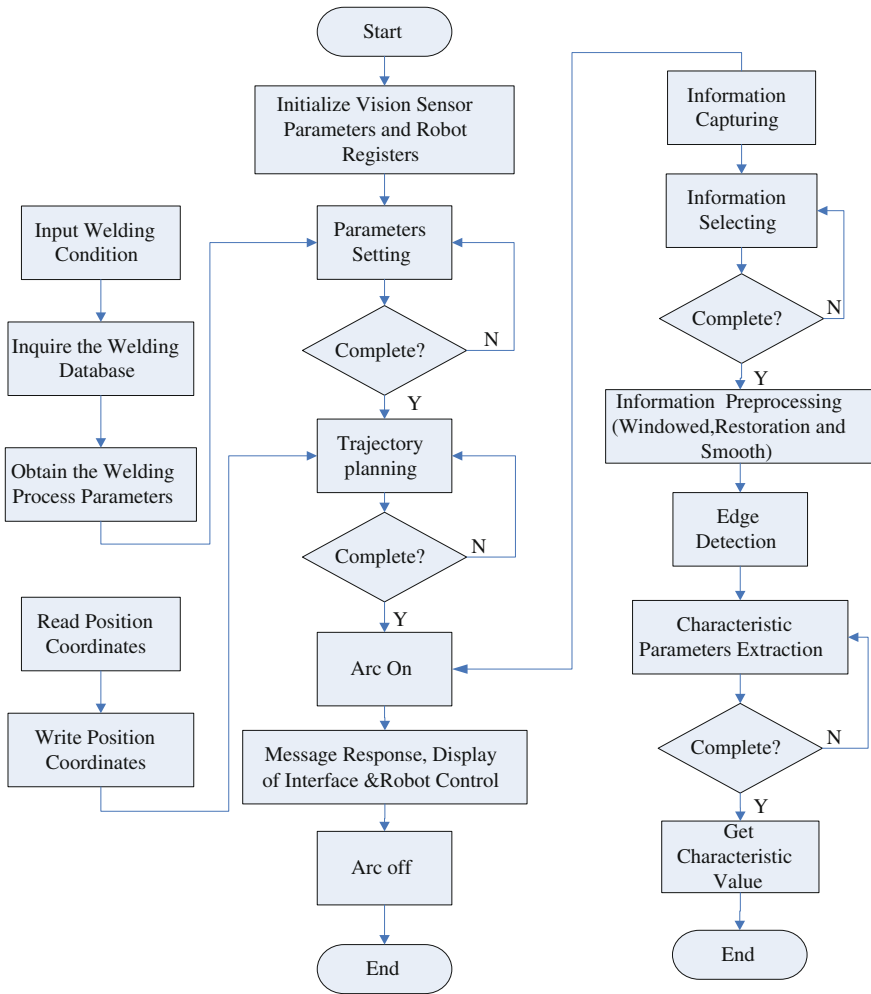 Start
Initialize Vision Sensor
Parameters and Robot
Registers
Parameters
Setting
Complete?
N
Y
Trajectory
planning
Complete?
N
Y
Arc On
Message Response, Display
of Interface &Robot Control
Arc off
End
Input Welding
Condition
Inquire the Welding
Database
Obtain the Welding
Process Parameters
Read Position
Coordinates
Write Position
Coordinates
Information
Capturing
Information
Selecting
Complete?
N
Y
Information Preprocessing
(Windowed,Restoration and
Smooth)
Edge
Detection
Characteristic
Parameters Extraction
Complete?
N
Y
Get
Characteristic
Value
End